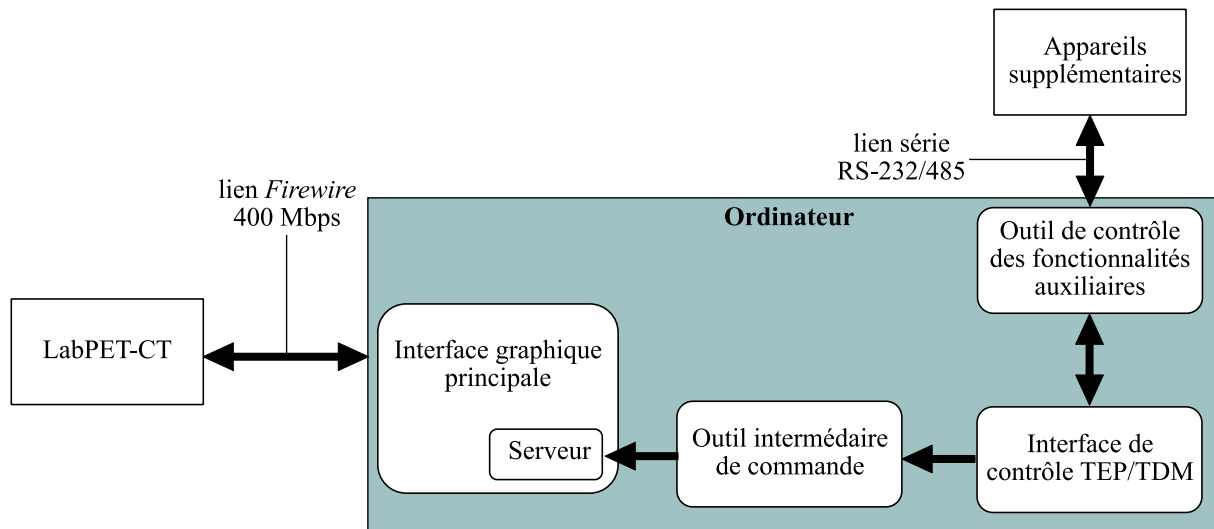 Appareils
supplémentaires
lien série
RS-232/485
lien Firewire
400 Mbps
Ordinateur
Outil de contrôle
des fonctionnalités
auxiliaires
LabPET-CT
Interface graphique
principale
Serveur
Outil intermédaire
de commande
Interface de
contrôle TEP/TDM